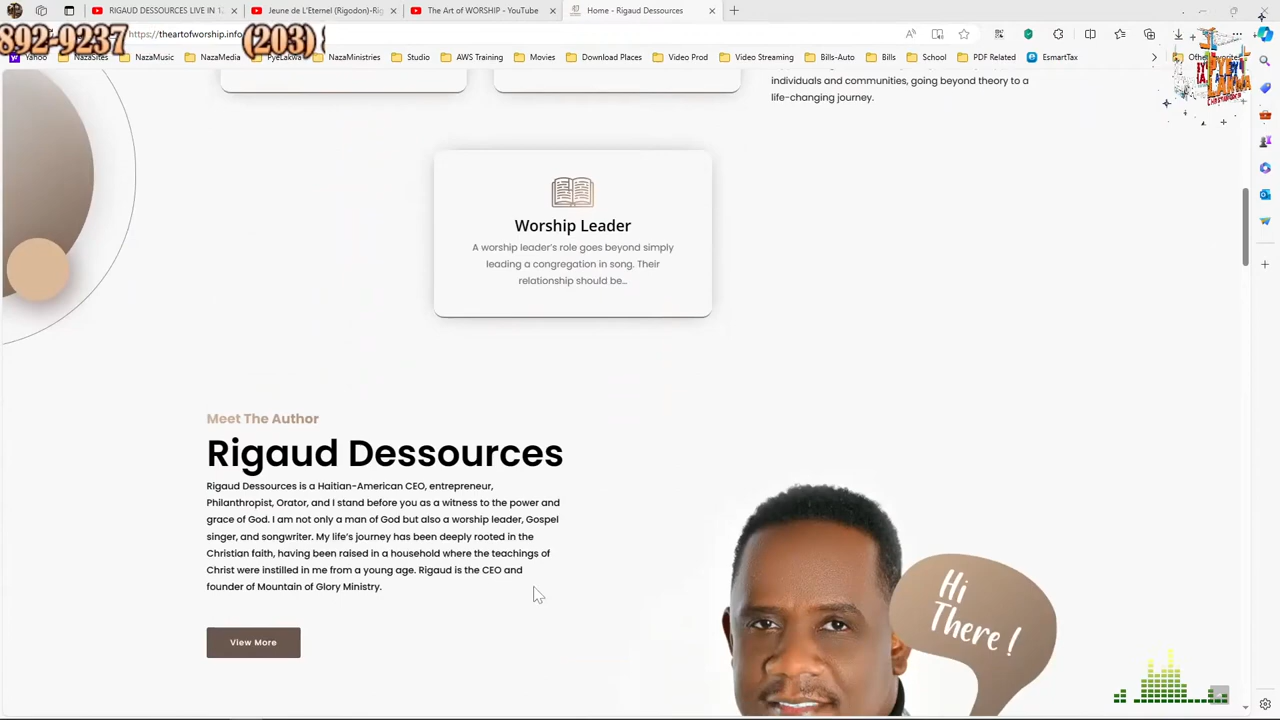 RIGAUD DESSOURCES LIVE IN 1
Jeune de L'Eternel (Rigodon)-Rig
The Art of WORSHIP - YouTube
Home - Rigaud Dessources
892-9237
https://theartofworship.info
(203)
Yahoo
NazaSites
NazaMusic
NazaMedia
PyeLakwa
NazaMinistries
Studio
AWS Training
Movies
Download Places
Video Prod
Video Streaming
Bills-Auto
Bills
School
PDF Related
EsmartTax
Other favorites
individuals and communities, going beyond theory to a
life-changing journey.
Worship Leader
A worship leader's role goes beyond simply
leading a congregation in song. Their
relationship should be…
Meet The Author
Rigaud Dessources
Rigaud Dessources is a Haitian-American CEO, entrepreneur,
Philanthropist, Orator, and I stand before you as a witness to the power and
grace of God. I am not only a man of God but also a worship leader, Gospel
singer, and songwriter. My life's journey has been deeply rooted in the
Christian faith, having been raised in a household where the teachings of
Christ were instilled in me from a young age. Rigaud is the CEO and
founder of Mountain of Glory Ministry.
View More
Hi
There !